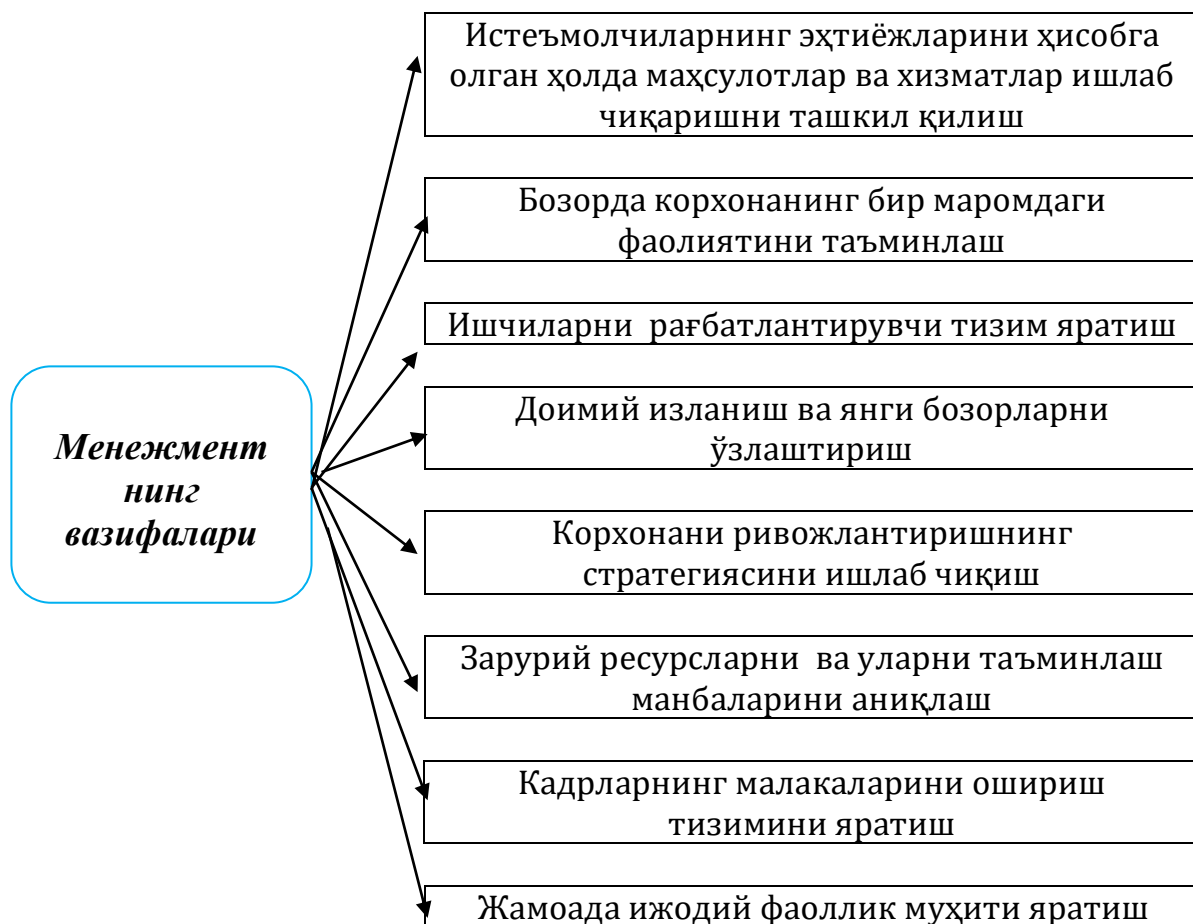 Истеъмолчиларнинг эҳтиёжларини ҳисобга
олган ҳолда маҳсулотлар ва хизматлар ишлаб
чиқаришни ташкил қилиш
Бозорда корхонанинг бир маромдаги
фаолиятини таъминлаш
Ишчиларни рағбатлантирувчи тизим яратиш
Доимий изланиш ва янги бозорларни
ўзлаштириш
Менежмент
нинг
вазифалари
Корхонани ривожлантиришнинг
стратегиясини ишлаб чиқиш
Зарурий ресурсларни ва уларни таъминлаш
манбаларини аниқлаш
Кадрларнинг малакаларини ошириш
тизимини яратиш
Жамоада ижодий фаоллик муҳити яратиш